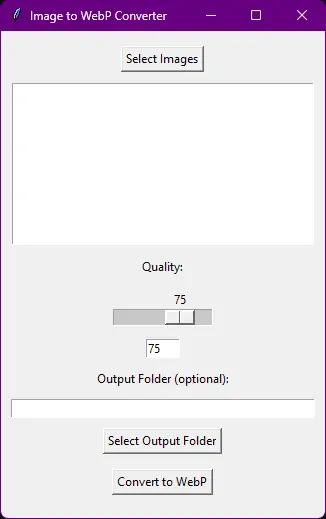 Image to WebP Converter
Select Images
Quality:
75
75
Output Folder (optional):
Select Output Folder
Convert to WebP